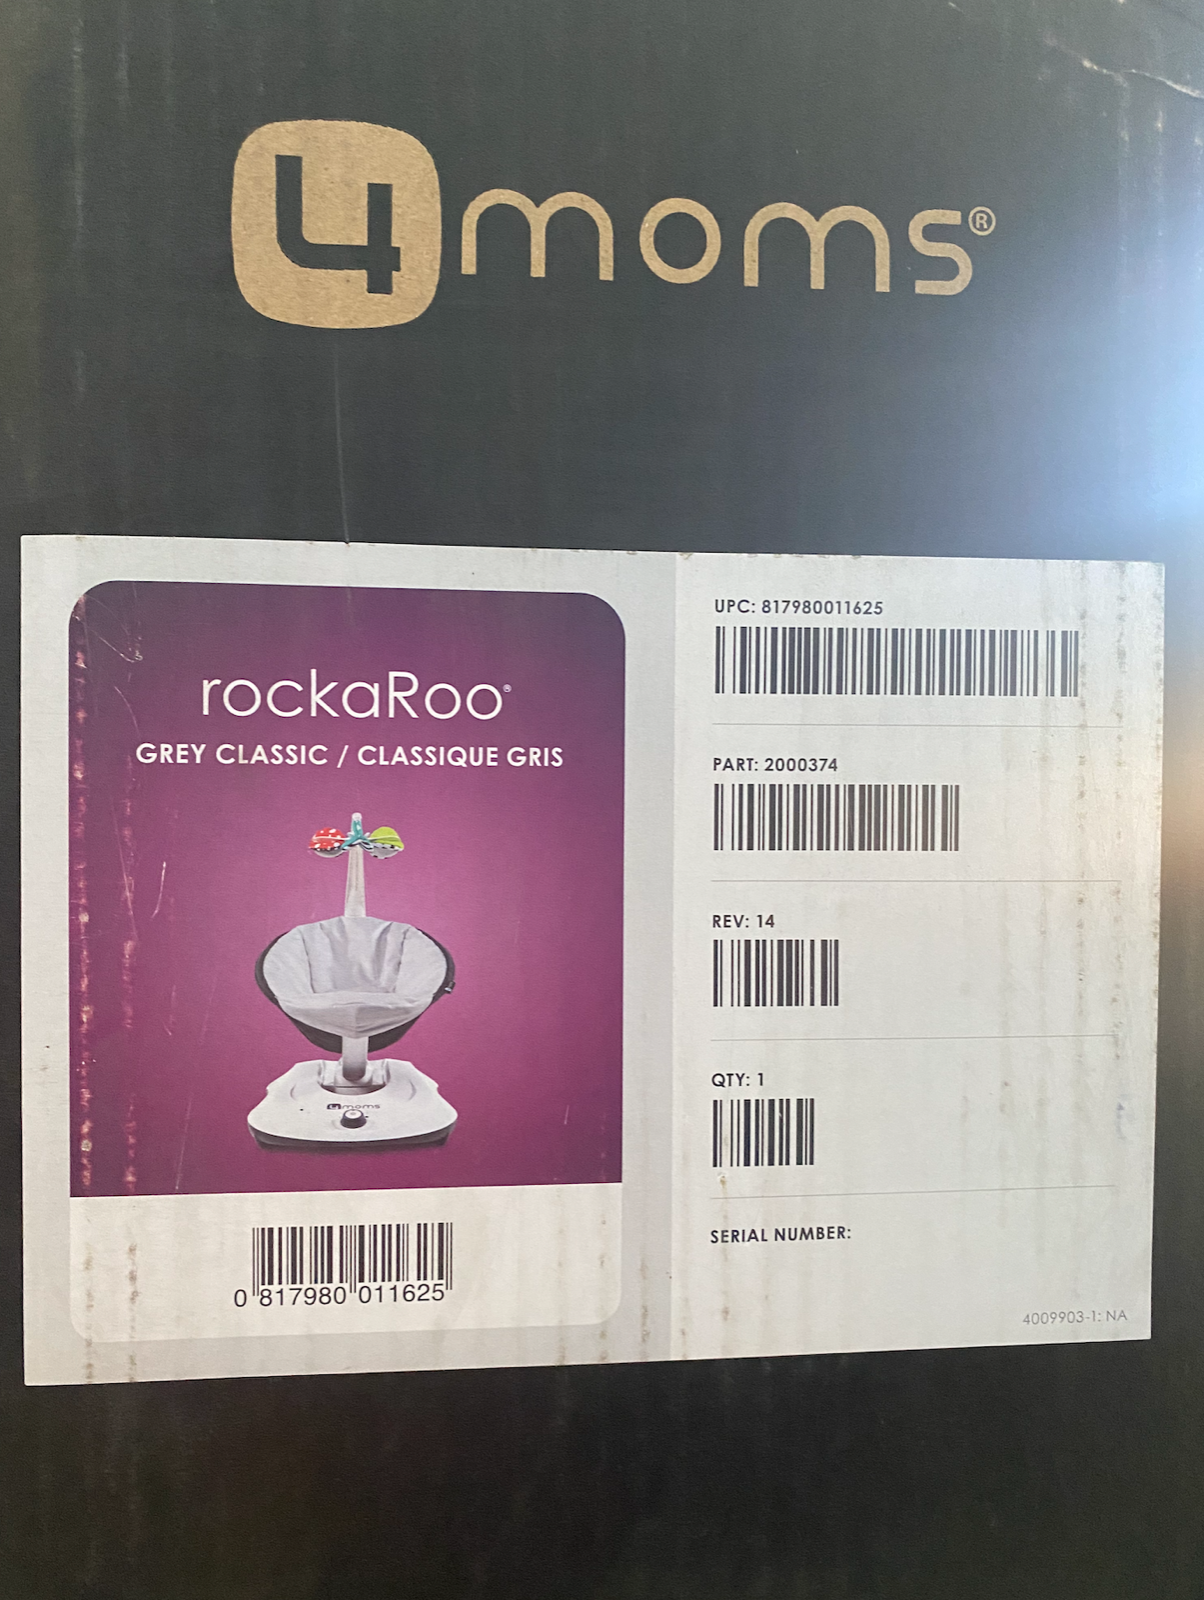 4moms®
rockaRoo®
GREY CLASSIC / CLASSIQUE GRIS
4moms
0 817980 011625
UPC: 817980011625
PART: 2000374
REV: 14
QTY: 1
SERIAL NUMBER:
4009903-1: NA